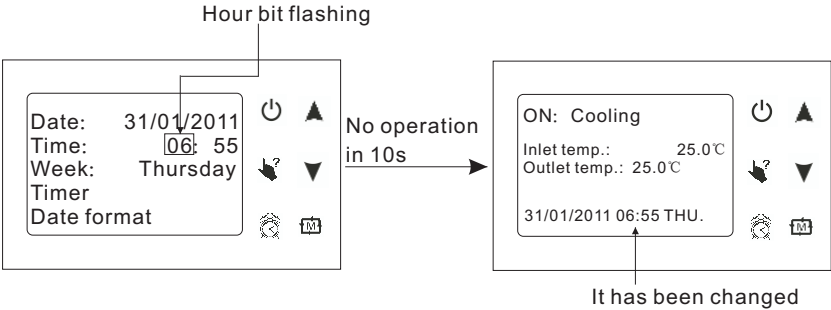 Hour bit flashing
Date: 31/01/2011
Time: 06: 55
Week: Thursday
Timer
Date format
?
M
No operation
in 10s
ON: Cooling
Inlet temp.: 25.0℃
Outlet temp.: 25.0℃
31/01/2011 06:55 THU.
?
M
It has been changed